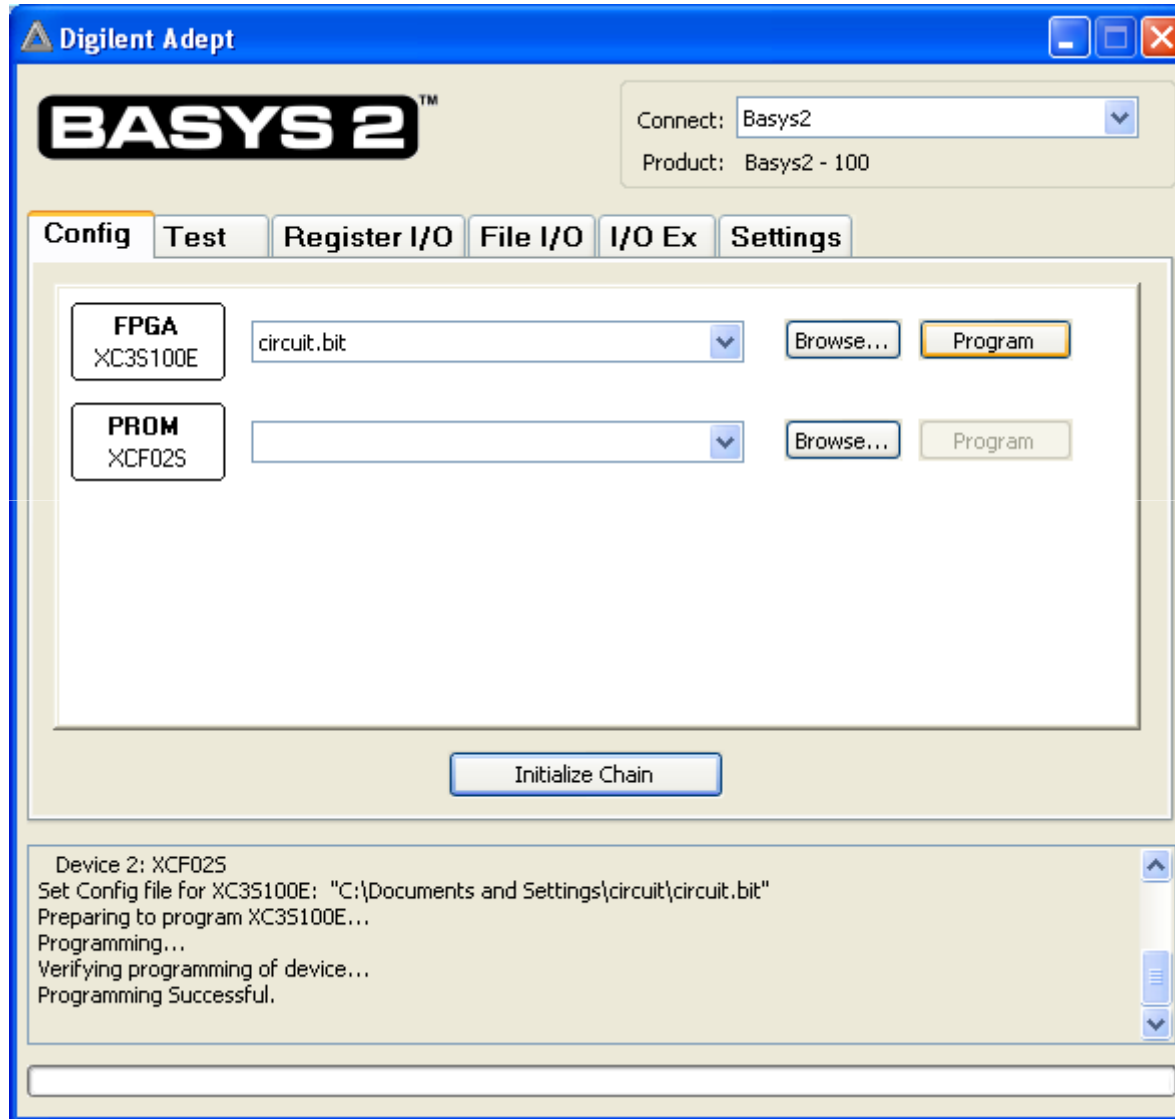 Digilent Adept
BASYS 2™
Connect: Basys2
Product: Basys2 - 100
Config Test Register I/O File I/O I/O Ex Settings
FPGA
XC3S100E
circuit.bit
Browse... Program
PROM
XCF02S
Browse... Program
Initialize Chain
Device 2: XCF02S
Set Config file for XC3S100E: "C:\Documents and Settings\circuit\circuit.bit"
Preparing to program XC3S100E...
Programming...
Verifying programming of device...
Programming Successful.